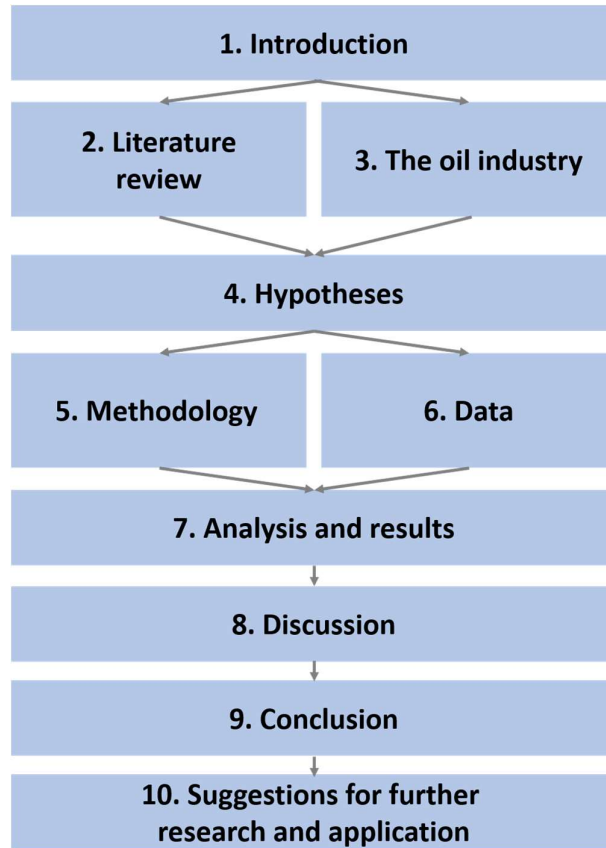 1. Introduction
2. Literature
review
3. The oil industry
4. Hypotheses
5. Methodology
6. Data
7. Analysis and results
8. Discussion
9. Conclusion
10. Suggestions for further
research and application